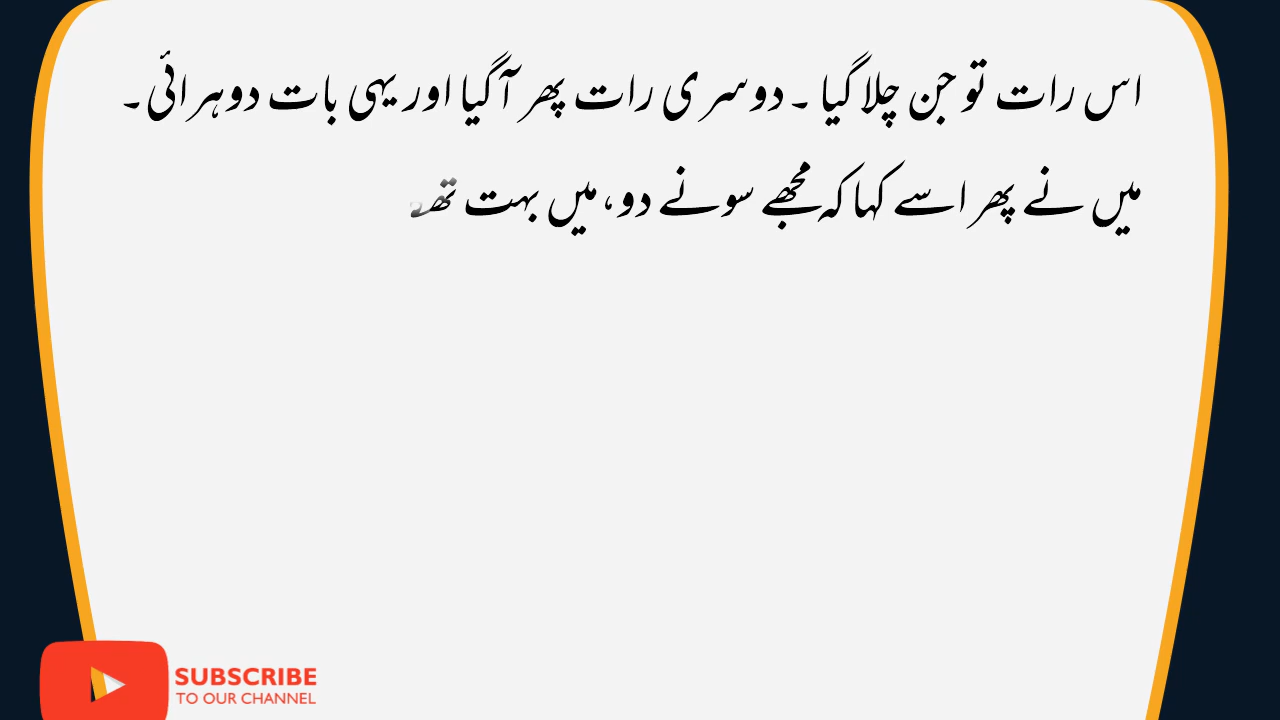 اس رات تو جن چلا گیا ۔ دوسری رات پھر آ گیا اور یہی بات دوہرائی۔
میں نے پھر اسے کہا کہ مجھے سونے دو، میں بہت
SUBSCRIBE
TO OUR CHANNEL